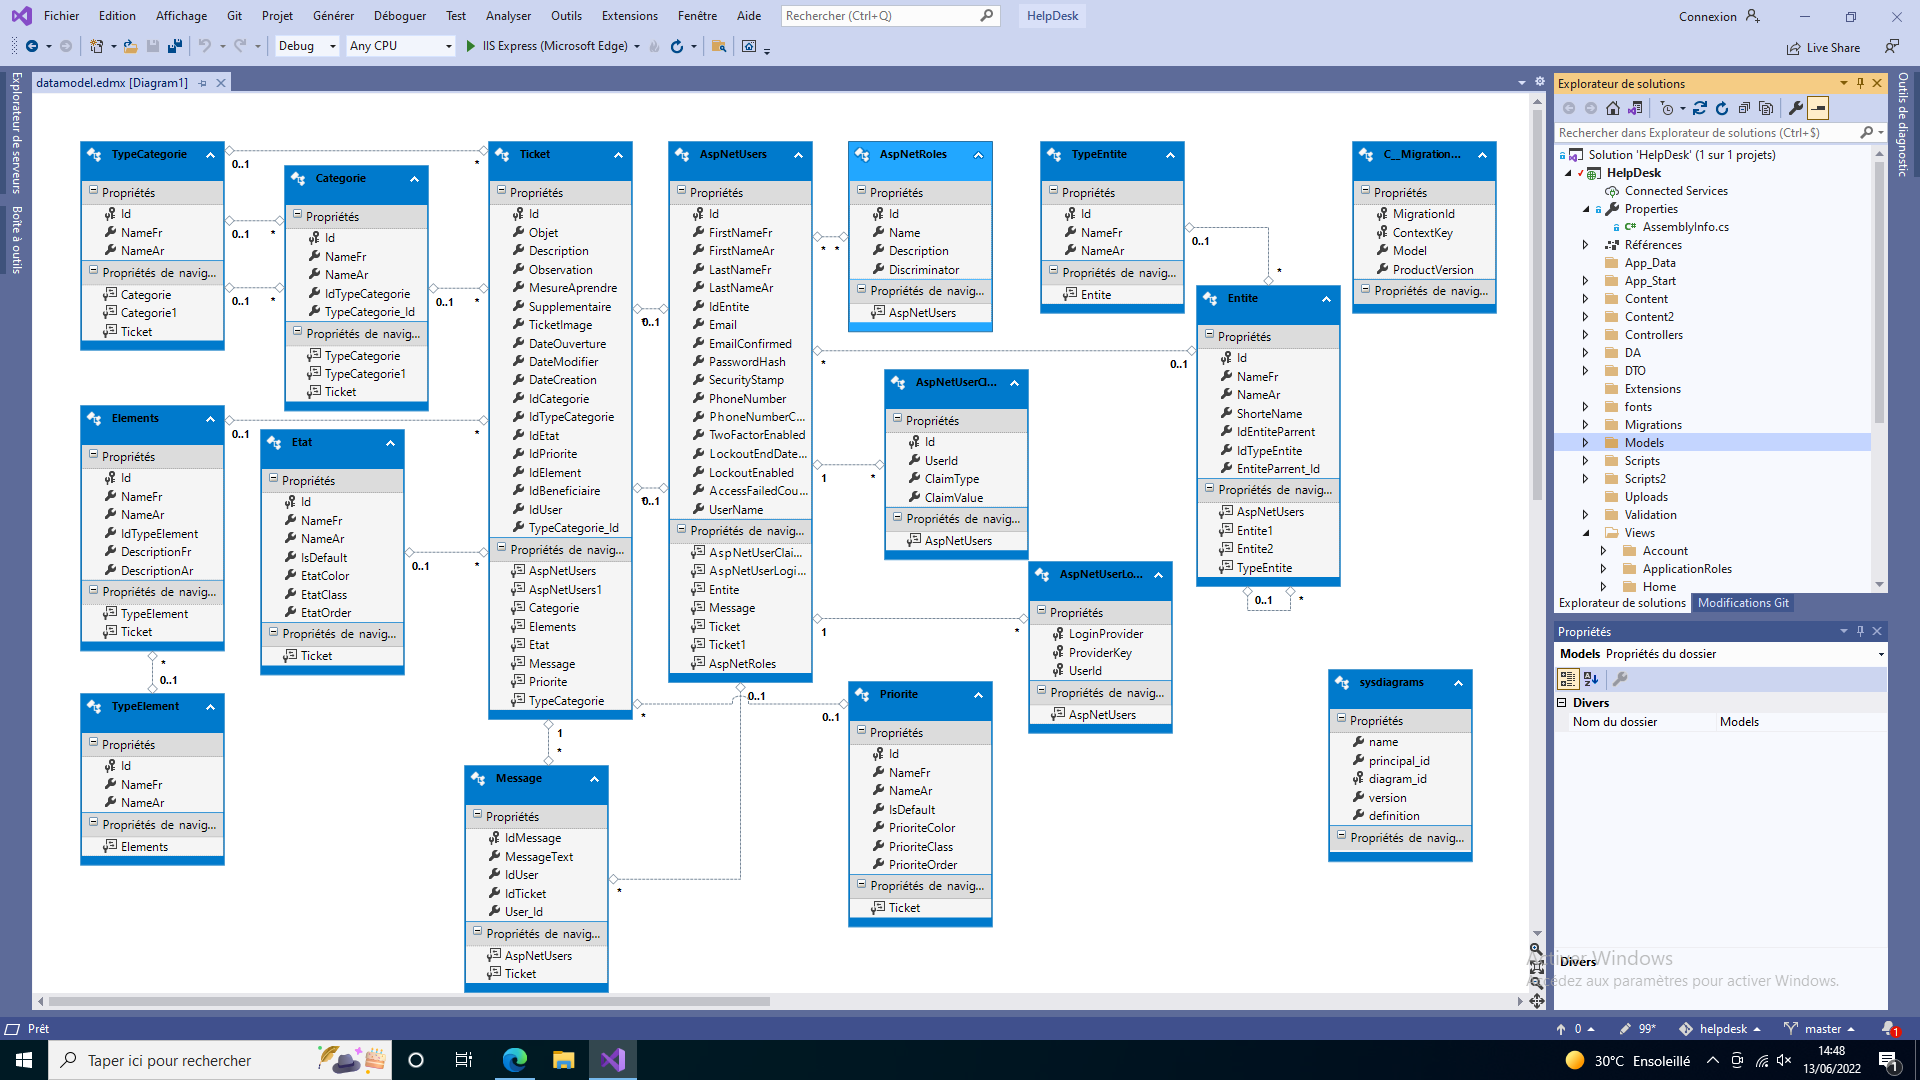 Fichier Edition Affichage Git Projet Générer Déboguer Test Analyser Outils Extensions Fenêtre Aide Rechercher (Ctrl+Q) HelpDesk Connexion
Debug Any CPU IIS Express (Microsoft Edge) Live Share
Explorateur de serveurs
Boîte à outils
datamodel.edmx [Diagram1]
TypeCategorie
Propriétés
Id
NameFr
NameAr
Propriétés de navig...
Categorie
Categorie1
Ticket
0..1 *
0..1 *
0..1 *
Categorie
Propriétés
Id
NameFr
NameAr
IdTypeCategorie
TypeCategorie_Id
Propriétés de navig...
TypeCategorie
TypeCategorie1
Ticket
0..1 *
Elements
Propriétés
Id
NameFr
NameAr
IdTypeElement
DescriptionFr
DescriptionAr
Propriétés de navig...
TypeElement
Ticket
0..1 *
*
0..1
TypeElement
Propriétés
Id
NameFr
NameAr
Propriétés de navig...
Elements
Etat
Propriétés
Id
NameFr
NameAr
IsDefault
EtatColor
EtatClass
EtatOrder
Propriétés de navig...
Ticket
0..1 *
Ticket
Propriétés
Id
Objet
Description
Observation
MesureAprendre
Supplementaire
TicketImage
DateOuverture
DateModifier
DateCreation
IdCategorie
IdTypeCategorie
IdEtat
IdPriorite
IdElement
IdBeneficiaire
IdUser
TypeCategorie_Id
Propriétés de navig...
AspNetUsers
AspNetUsers1
Categorie
Elements
Etat
Message
Priorite
TypeCategorie
*
0..1
*
0..1
* 0..1
1
*
Message
Propriétés
IdMessage
MessageText
IdUser
IdTicket
User_Id
Propriétés de navig...
AspNetUsers
Ticket
*
0..1
AspNetUsers
Propriétés
Id
FirstNameFr
FirstNameAr
LastNameFr
LastNameAr
IdEntite
Email
EmailConfirmed
PasswordHash
SecurityStamp
PhoneNumber
PhoneNumberC...
TwoFactorEnabled
LockoutEndDate...
LockoutEnabled
AccessFailedCou...
UserName
Propriétés de navig...
AspNetUserClai...
AspNetUserLogi...
Entite
Message
Ticket
Ticket1
AspNetRoles
* *
* 0..1
1 *
1 *
AspNetRoles
Propriétés
Id
Name
Description
Discriminator
Propriétés de navig...
AspNetUsers
AspNetUserCl...
Propriétés
Id
UserId
ClaimType
ClaimValue
Propriétés de navig...
AspNetUsers
AspNetUserLo...
Propriétés
LoginProvider
ProviderKey
UserId
Propriétés de navig...
AspNetUsers
Priorite
Propriétés
Id
NameFr
NameAr
IsDefault
PrioriteColor
PrioriteClass
PrioriteOrder
Propriétés de navig...
Ticket
TypeEntite
Propriétés
Id
NameFr
NameAr
Propriétés de navig...
Entite
0..1
*
Entite
Propriétés
Id
NameFr
NameAr
ShorteName
IdEntiteParrent
IdTypeEntite
EntiteParrent_Id
Propriétés de navig...
AspNetUsers
Entite1
Entite2
TypeEntite
0..1 *
C__Migration...
Propriétés
MigrationId
ContextKey
Model
ProductVersion
Propriétés de navig...
sysdiagrams
Propriétés
name
principal_id
diagram_id
version
definition
Propriétés de navig...
Explorateur de solutions
Rechercher dans Explorateur de solutions (Ctrl+$)
Solution 'HelpDesk' (1 sur 1 projets)
HelpDesk
Connected Services
Properties
C# AssemblyInfo.cs
Références
App_Data
App_Start
Content
Content2
Controllers
DA
DTO
Extensions
fonts
Migrations
Models
Scripts
Scripts2
Uploads
Validation
Views
Account
ApplicationRoles
Home
Explorateur de solutions Modifications Git
Propriétés
Models Propriétés du dossier
Divers
Nom du dossier Models
Divers
Activer Windows
Accédez aux paramètres pour activer Windows.
Outils de diagnostic
Prêt 0 99* helpdesk master 1
Taper ici pour rechercher 30°C Ensoleillé 14:48
13/06/2022 1